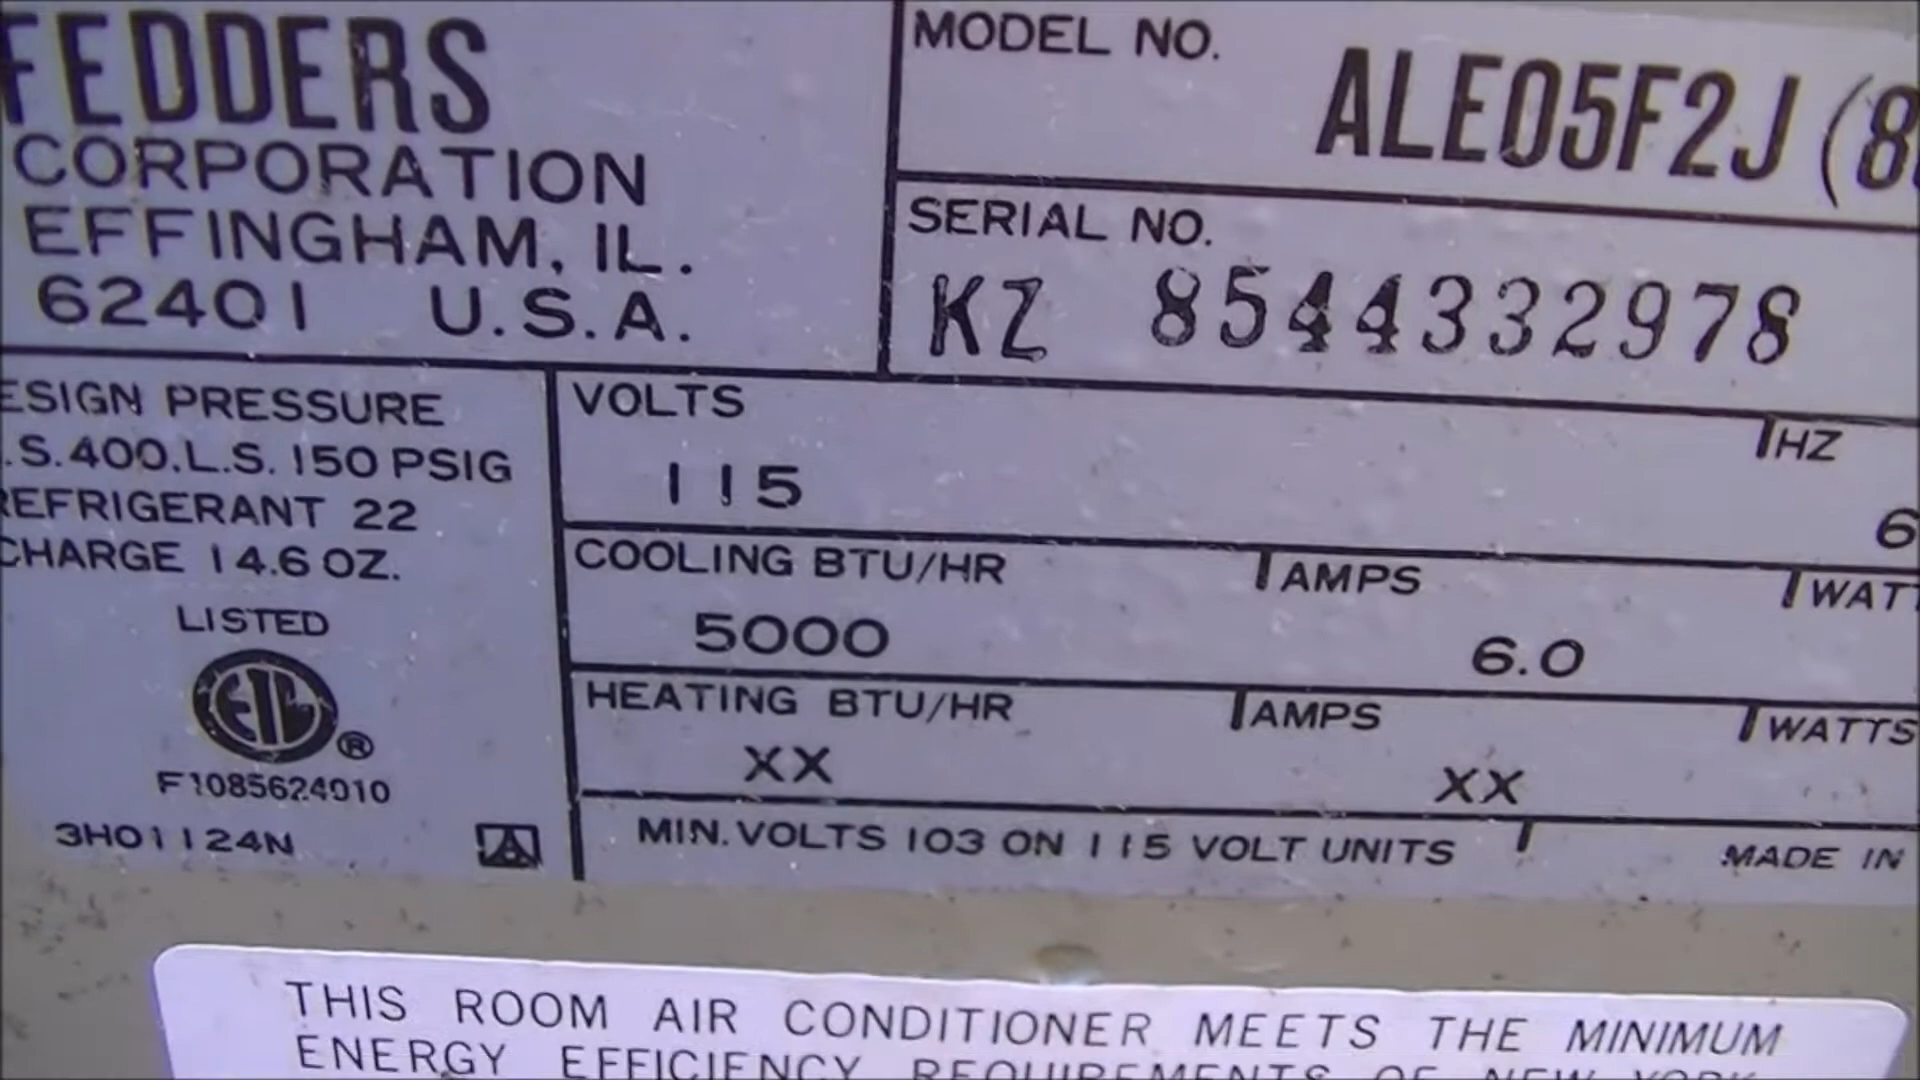 FEDDERS
CORPORATION
EFFINGHAM, IL.
62401 U.S.A.
MODEL NO.
ALE05F2J (8
SERIAL NO.
KZ 8544332978
ESIGN PRESSURE
.S.400.L.S. 150 PSIG
REFRIGERANT 22
CHARGE 14.6 OZ.
LISTED
ETL ®
F1085624010
3H01124N
VOLTS HZ
115 6
COOLING BTU/HR AMPS WATT
5000 6.0
HEATING BTU/HR AMPS WATTS
XX XX
MIN. VOLTS 103 ON 115 VOLT UNITS MADE IN
THIS ROOM AIR CONDITIONER MEETS THE MINIMUM
ENERGY EFFICIENCY REQUIREMENTS OF NEW YORK